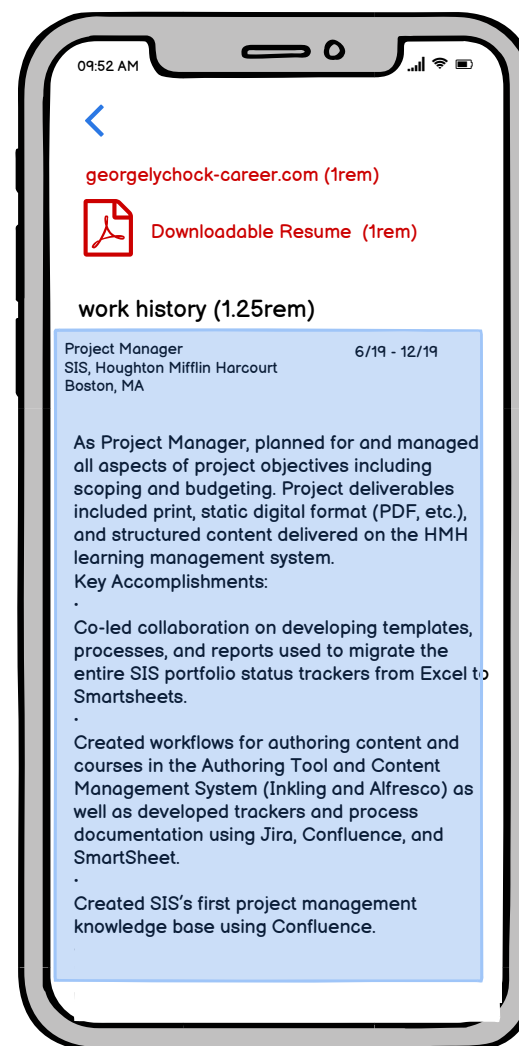 09:52 AM
georgelychock-career.com (1rem)
Downloadable Resume (1rem)
work history (1.25rem)
Project Manager 6/19 - 12/19
SIS, Houghton Mifflin Harcourt
Boston, MA
As Project Manager, planned for and managed
all aspects of project objectives including
scoping and budgeting. Project deliverables
included print, static digital format (PDF, etc.),
and structured content delivered on the HMH
learning management system.
Key Accomplishments:
·
Co-led collaboration on developing templates,
processes, and reports used to migrate the
entire SIS portfolio status trackers from Excel to
Smartsheets.
·
Created workflows for authoring content and
courses in the Authoring Tool and Content
Management System (Inkling and Alfresco) as
well as developed trackers and process
documentation using Jira, Confluence, and
SmartSheet.
·
Created SIS's first project management
knowledge base using Confluence.